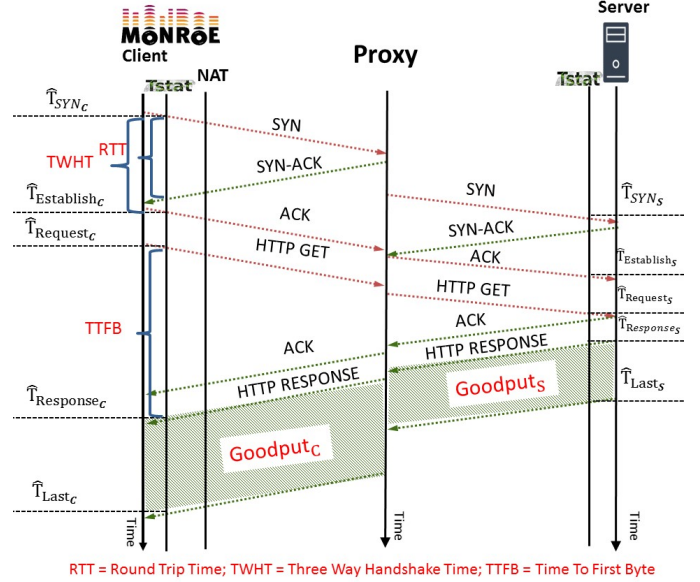 Server
MONROE
Client
Proxy
Tstat
NAT
Tstat
T̂SYNc
SYN
RTT
TWHT
SYN-ACK
T̂Establishc
SYN
T̂SYNs
ACK
SYN-ACK
T̂Requestc
HTTP GET
ACK
T̂Establishs
HTTP GET
T̂Requests
TTFB
ACK
T̂Responses
ACK
HTTP RESPONSE
HTTP RESPONSE
GoodputS
T̂Lasts
T̂Responsec
GoodputC
T̂Lastc
Time
Time
Time
RTT = Round Trip Time; TWHT = Three Way Handshake Time; TTFB = Time To First Byte